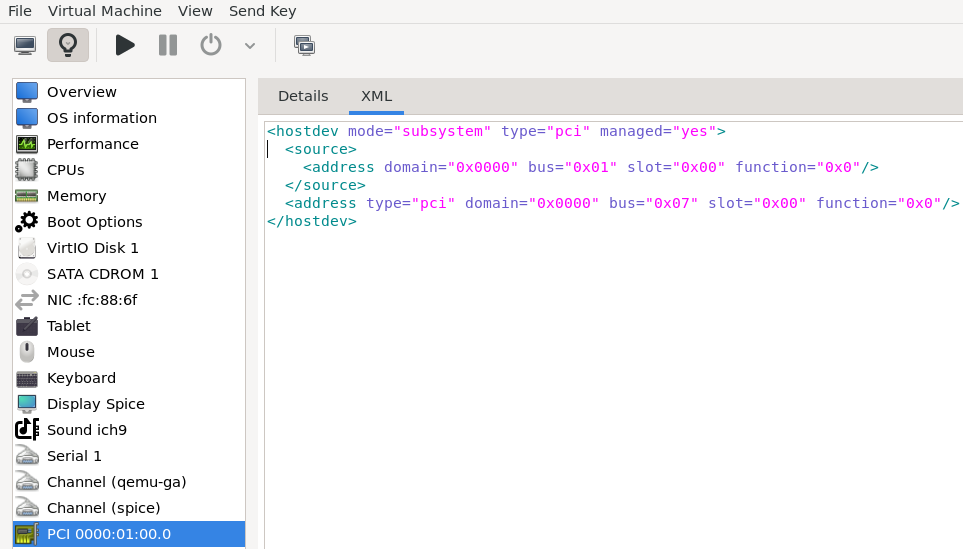 File Virtual Machine View Send Key
Overview
OS information
Performance
CPUs
Memory
Boot Options
VirtIO Disk 1
SATA CDROM 1
NIC :fc:88:6f
Tablet
Mouse
Keyboard
Display Spice
Sound ich9
Serial 1
Channel (qemu-ga)
Channel (spice)
PCI 0000:01:00.0
Details XML
<hostdev mode="subsystem" type="pci" managed="yes">
  <source>
    <address domain="0x0000" bus="0x01" slot="0x00" function="0x0"/>
  </source>
  <address type="pci" domain="0x0000" bus="0x07" slot="0x00" function="0x0"/>
</hostdev>